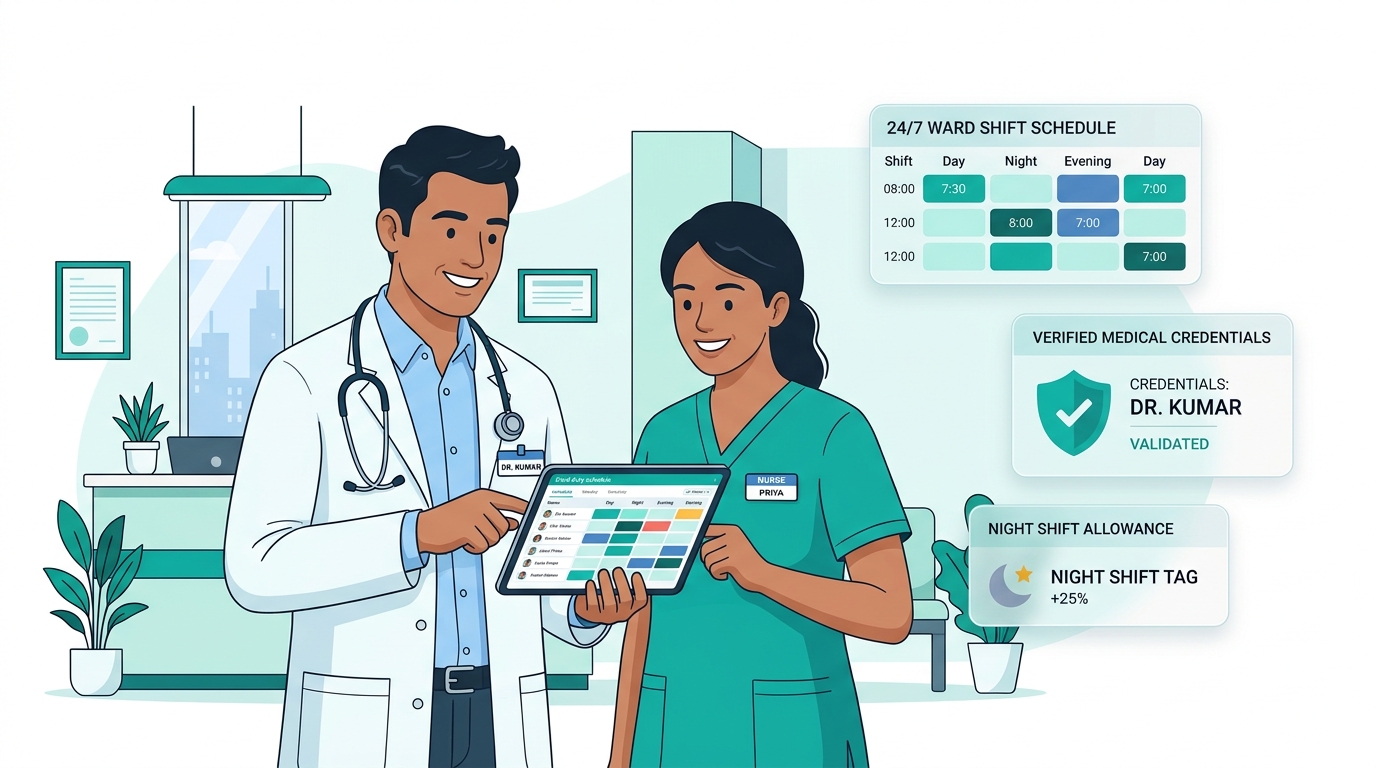 24/7 WARD SHIFT SCHEDULE
Shift Day Night Evening Day
08:00 7:30 7:00
12:00 8:00 7:00
12:00 7:00
VERIFIED MEDICAL CREDENTIALS
CREDENTIALS:
DR. KUMAR
VALIDATED
NIGHT SHIFT ALLOWANCE
NIGHT SHIFT TAG
+25%
DR. KUMAR
NURSE
PRIYA
duty schedule
Day Night Evening